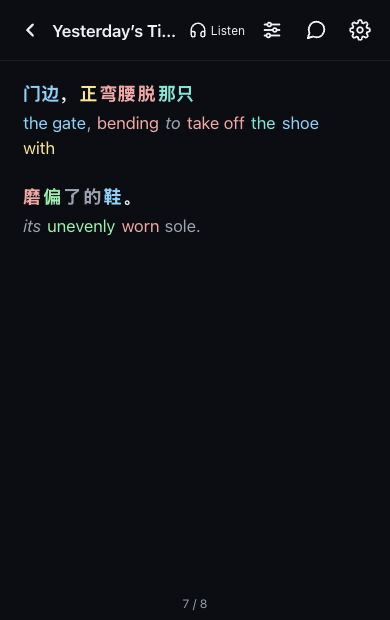 Yesterday's Ti... Listen
门边，正弯腰脱那只
the gate, bending to take off the shoe
with
磨偏了的鞋。
its unevenly worn sole.
7 / 8